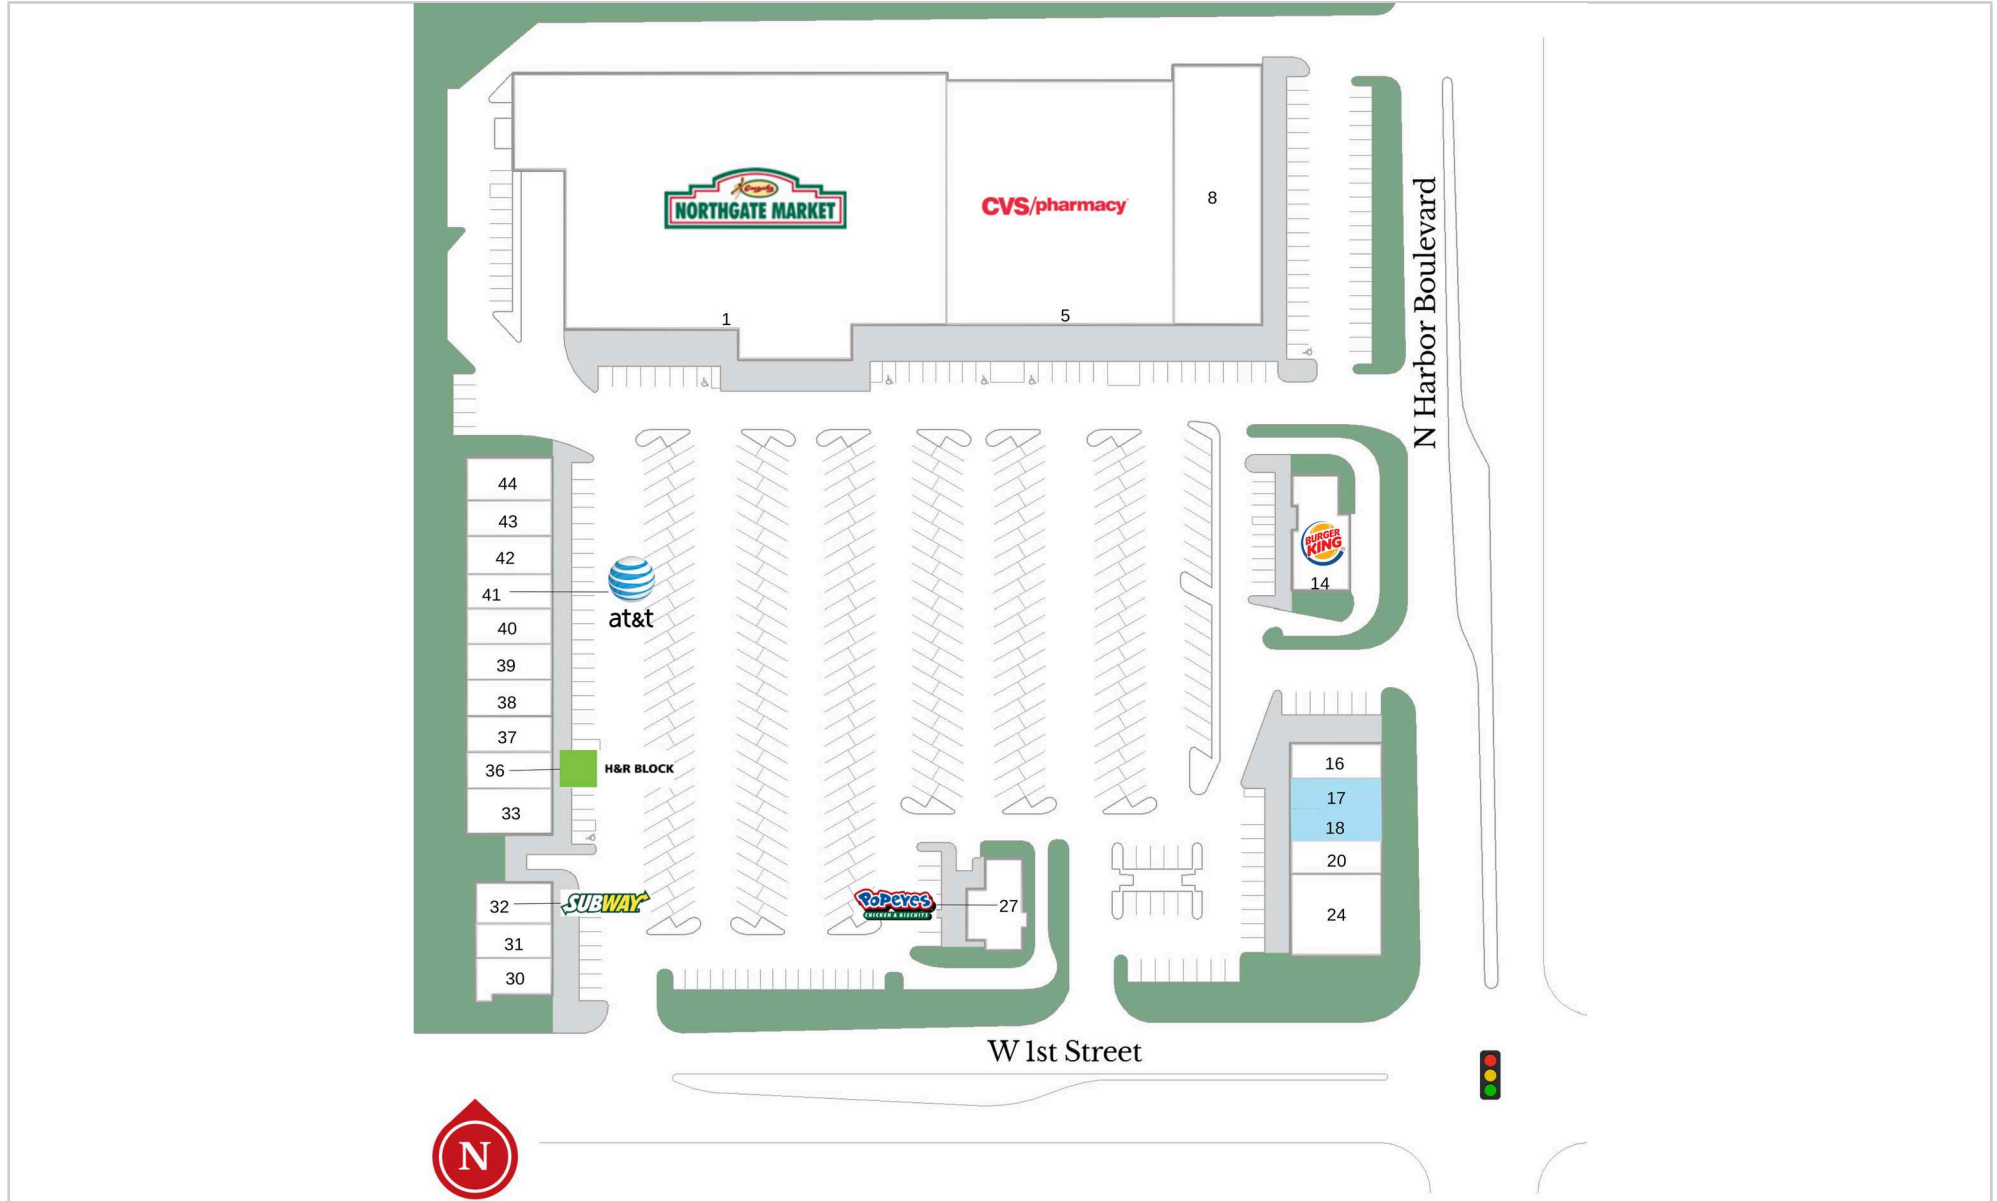 Gonzalez
NORTHGATE MARKET
CVS/pharmacy
8
1
5
N Harbor Boulevard
44
43
42
41
at&t
40
39
38
37
36
H&R BLOCK
33
32
SUBWAY
31
30
POPEYES
CHICKEN & BISCUITS
27
BURGER
KING
14
16
17
18
20
24
W 1st Street
N